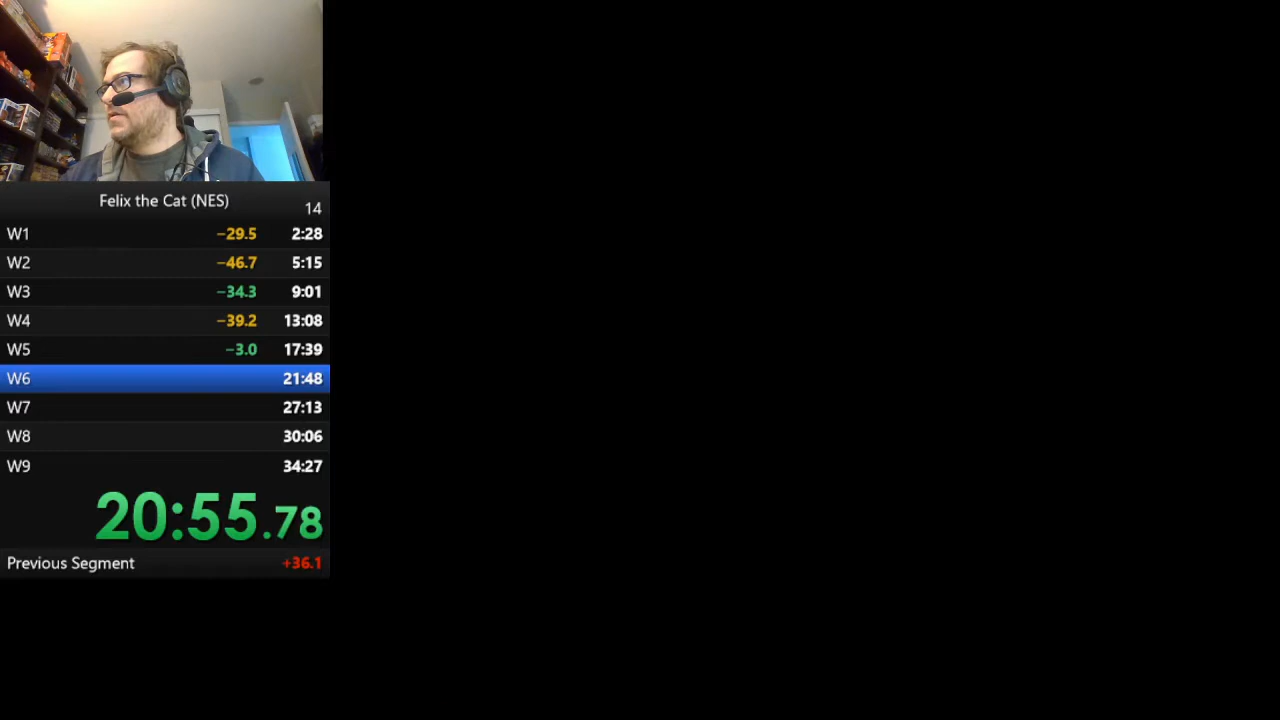 Felix the Cat (NES)
14
W1 −29.5 2:28
W2 −46.7 5:15
W3 −34.3 9:01
W4 −39.2 13:08
W5 −3.0 17:39
W6 21:48
W7 27:13
W8 30:06
W9 34:27
20:55.78
Previous Segment +36.1